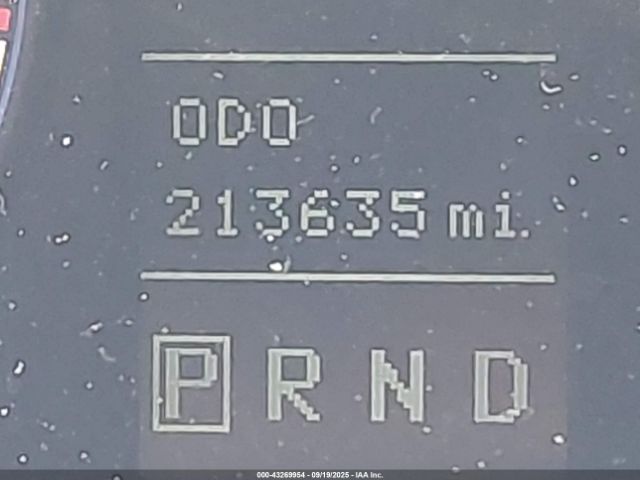 ODO
213635 mi.
P R N D
000-43269954 - 09/19/2025 - IAA Inc.